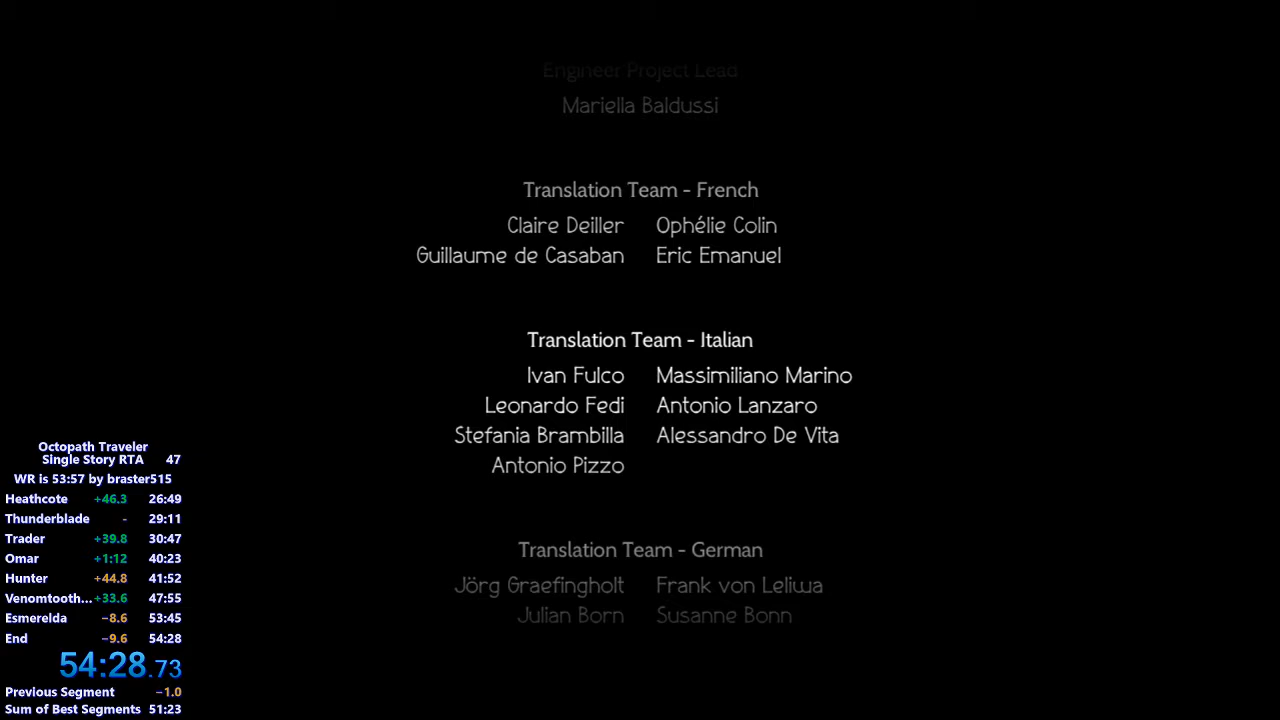 Engineer Project Lead
Mariella Baldussi
Translation Team - French
Claire Deiller Ophélie Colin
Guillaume de Casaban Eric Emanuel
Translation Team - Italian
Ivan Fulco Massimiliano Marino
Leonardo Fedi Antonio Lanzaro
Stefania Brambilla Alessandro De Vita
Antonio Pizzo
Translation Team - German
Jörg Graefingholt Frank von Leliwa
Julian Born Susanne Bonn
Octopath Traveler
Single Story RTA 47
WR is 53:57 by braster515
Heathcote +46.3 26:49
Thunderblade - 29:11
Trader +39.8 30:47
Omar +1:12 40:23
Hunter +44.8 41:52
Venomtooth... +33.6 47:55
Esmerelda −8.6 53:45
End −9.6 54:28
54:28.73
Previous Segment −1.0
Sum of Best Segments 51:23